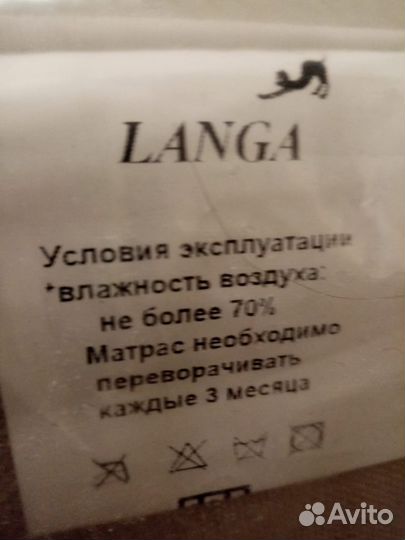 LANGA
Условия эксплуатации
*влажность воздуха:
не более 70%
Матрас необходимо
переворачивать
каждые 3 месяца
Avito